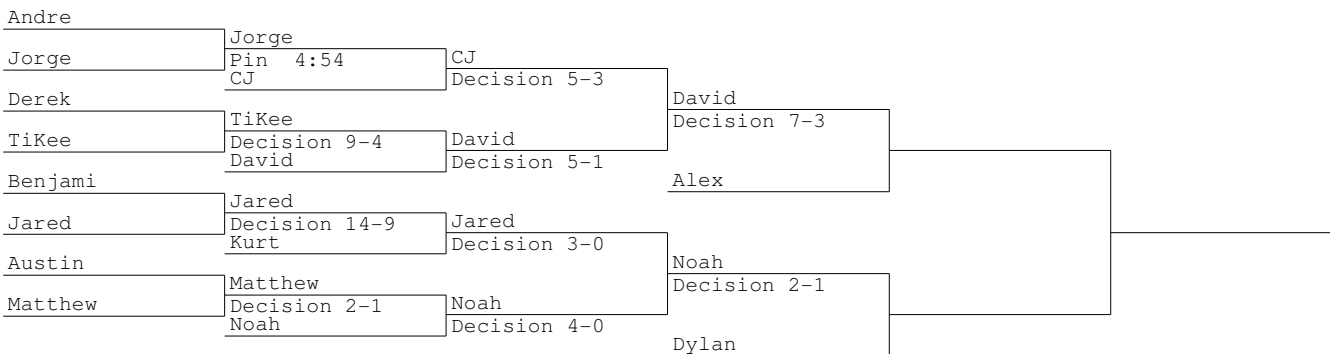 Andre
Jorge
Jorge
Pin 4:54
CJ
CJ
Decision 5-3
Derek
David
TiKee
Decision 7-3
TiKee
Decision 9-4
David
David
Decision 5-1
Benjami
Alex
Jared
Jared
Decision 14-9
Jared
Kurt
Decision 3-0
Austin
Noah
Matthew
Decision 2-1
Matthew
Decision 2-1
Noah
Noah
Decision 4-0
Dylan